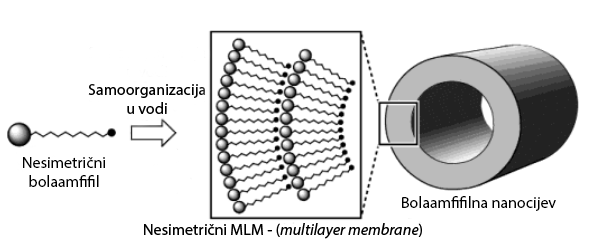 Samoorganizacija
u vodi
Nesimetrični
bolaamfifil
Bolaamfifilna nanocijev
Nesimetrični MLM - (multilayer membrane)